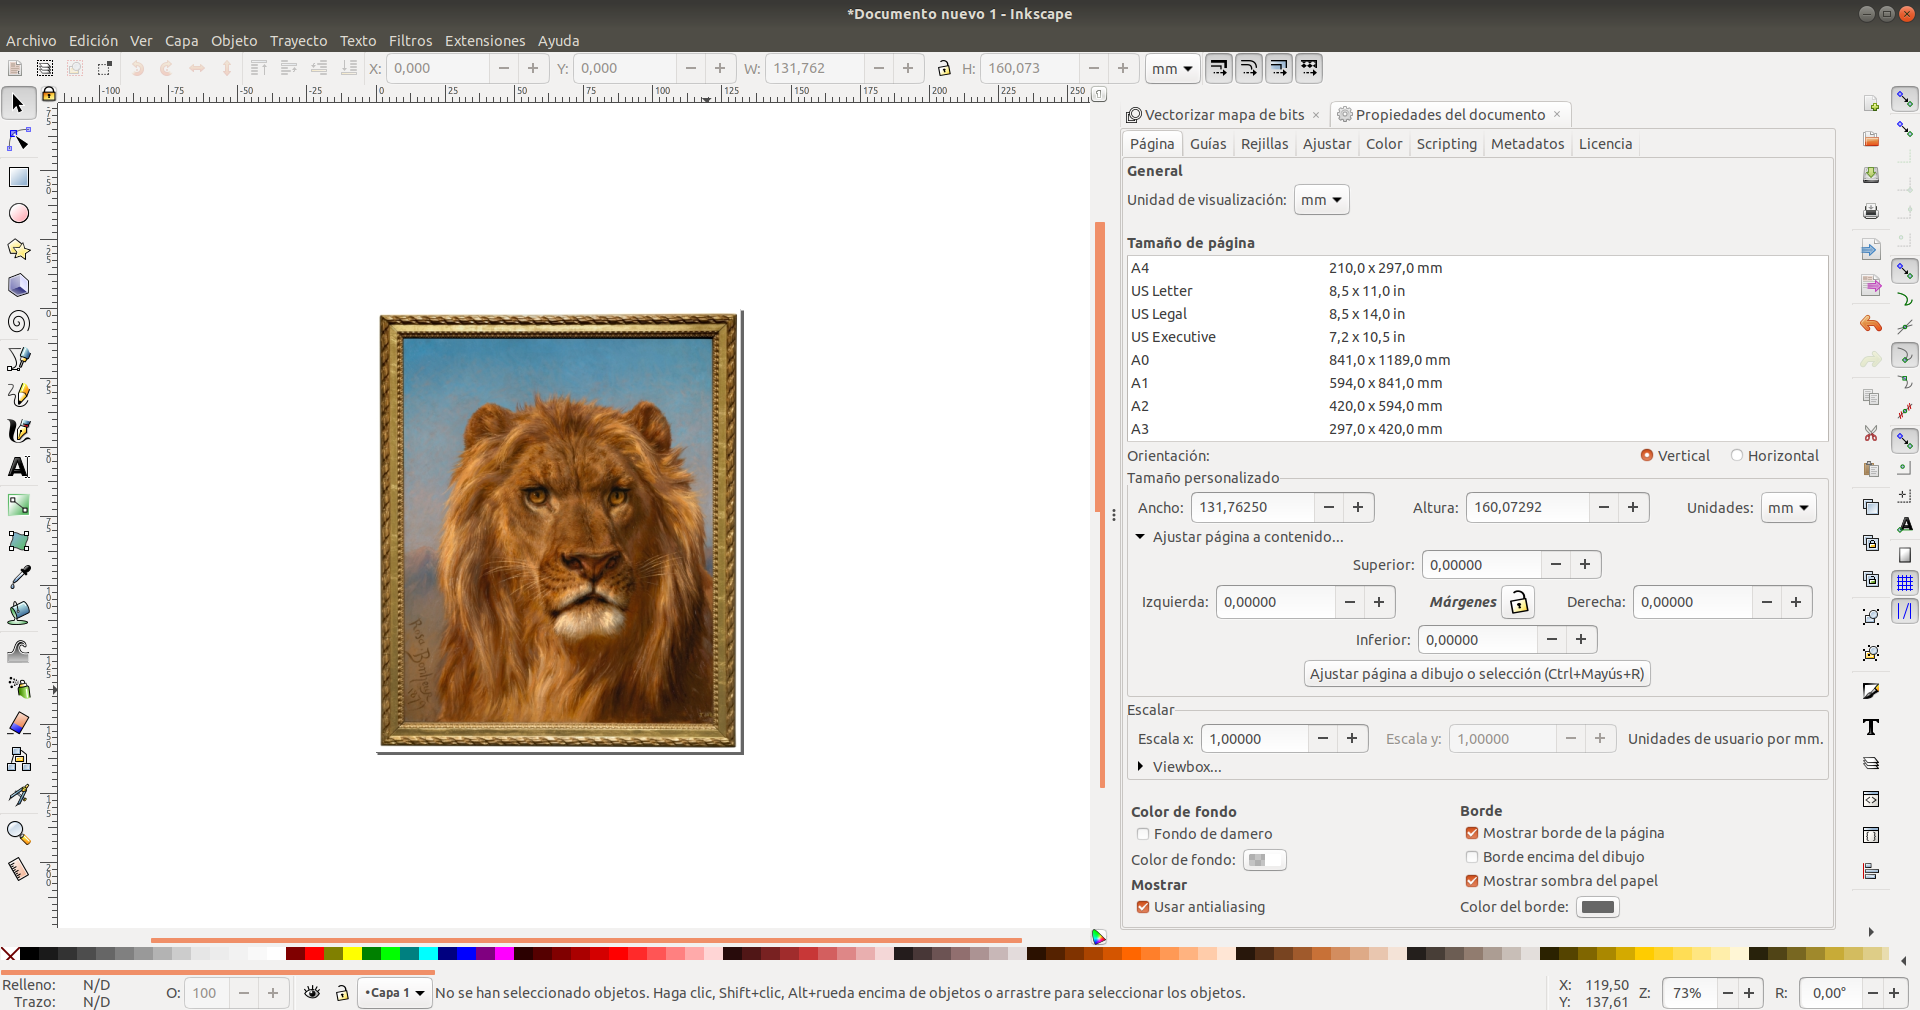 *Documento nuevo 1 - Inkscape
Archivo Edición Ver Capa Objeto Trayecto Texto Filtros Extensiones Ayuda
X: 0,000 Y: 0,000 W: 131,762 H: 160,073 mm
-100 -75 -50 -25 0 25 50 75 100 125 150 175 200 225 250
Vectorizar mapa de bits × Propiedades del documento ×
Página Guías Rejillas Ajustar Color Scripting Metadatos Licencia
General
Unidad de visualización: mm
Tamaño de página
A4 210,0 x 297,0 mm
US Letter 8,5 x 11,0 in
US Legal 8,5 x 14,0 in
US Executive 7,2 x 10,5 in
A0 841,0 x 1189,0 mm
A1 594,0 x 841,0 mm
A2 420,0 x 594,0 mm
A3 297,0 x 420,0 mm
Orientación: Vertical Horizontal
Tamaño personalizado
Ancho: 131,76250 Altura: 160,07292 Unidades: mm
Ajustar página a contenido...
Superior: 0,00000
Izquierda: 0,00000 Márgenes Derecha: 0,00000
Inferior: 0,00000
Ajustar página a dibujo o selección (Ctrl+Mayús+R)
Escalar
Escala x: 1,00000 Escala y: 1,00000 Unidades de usuario por mm.
Viewbox...
Color de fondo
Fondo de damero
Color de fondo:
Mostrar
Usar antialiasing
Borde
Mostrar borde de la página
Borde encima del dibujo
Mostrar sombra del papel
Color del borde:
Relleno: N/D
Trazo: N/D
O: 100
•Capa 1
No se han seleccionado objetos. Haga clic, Shift+clic, Alt+rueda encima de objetos o arrastre para seleccionar los objetos.
X: 119,50
Y: 137,61
Z: 73%
R: 0,00°